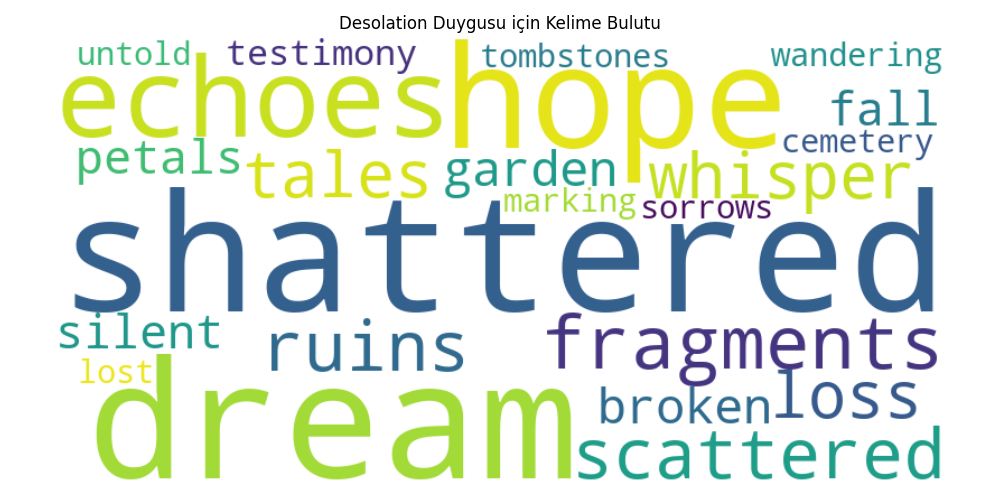 Desolation Duygusu için Kelime Bulutu
untold
testimony
tombstones
wandering
echoes
hope
fall
cemetery
petals
tales
garden
whisper
marking
sorrows
shattered
silent
ruins
fragments
lost
dream
broken
loss
scattered